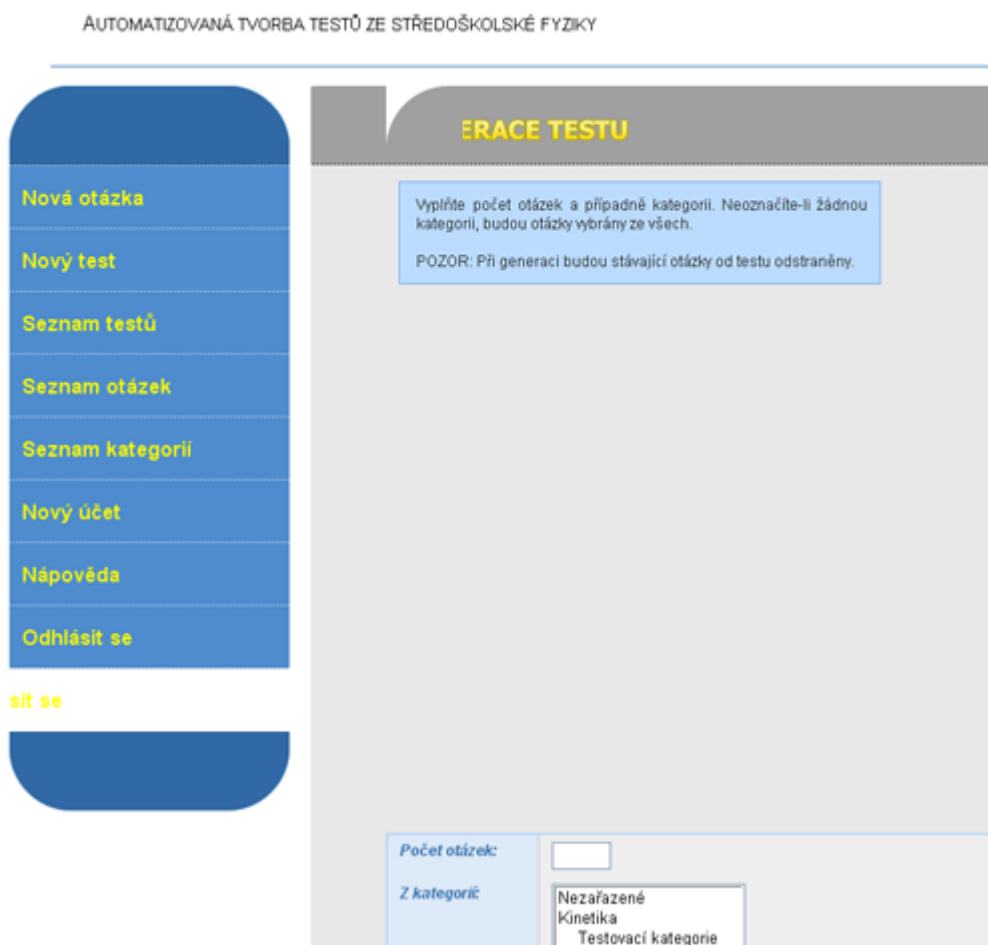 AUTOMATIZOVANÁ TVORBA TESTŮ ZE STŘEDOŠKOLSKÉ FYZIKY
ERACE TESTU
Nová otázka
Nový test
Seznam testů
Seznam otázek
Seznam kategorií
Nový účet
Nápověda
Odhlásit se
sit se
Vyplňte počet otázek a případně kategorii. Neoznačíte-li žádnou
kategorii, budou otázky vybrány ze všech.
POZOR: Při generaci budou stávající otázky od testu odstraněny.
Počet otázek:
Z kategorií:
Nezařazené
Kinetika
Testovací kategorie